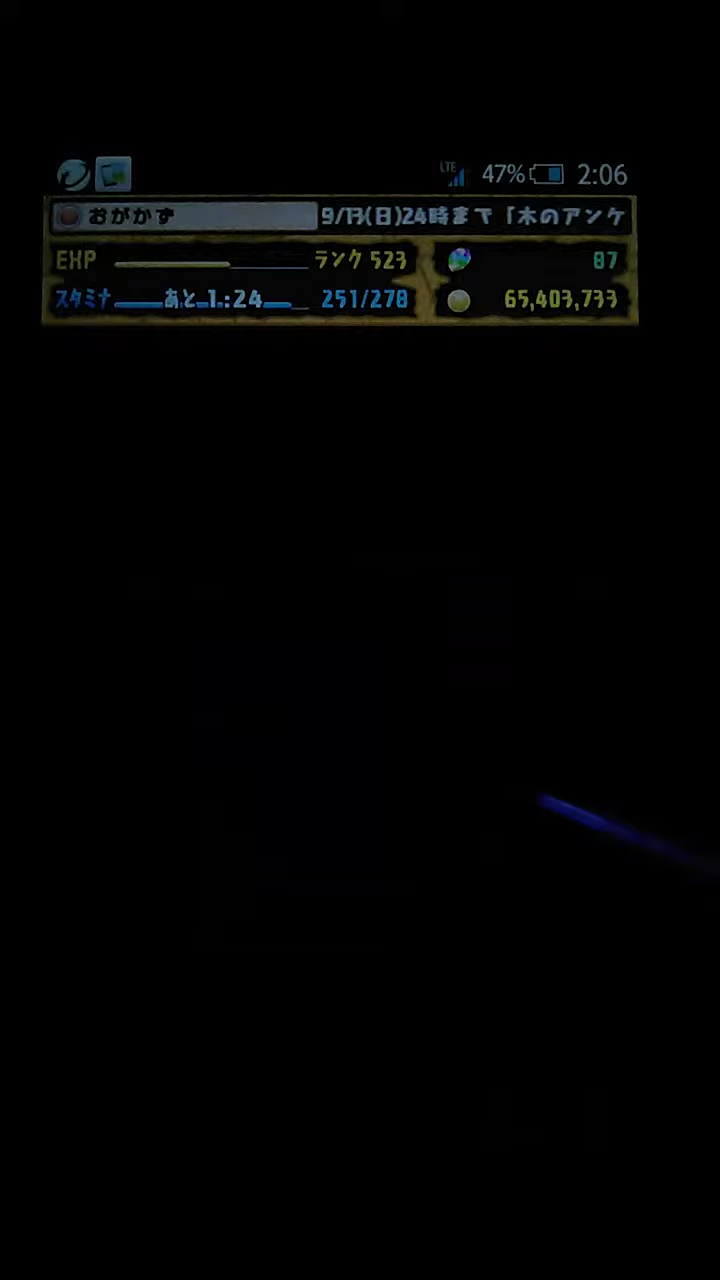 LTE 47% 2:06
おがかず 9/13(日)24時まで「木のアンケ
EXP ランク 523 87
スタミナ あと1:24 251/278 65,403,733